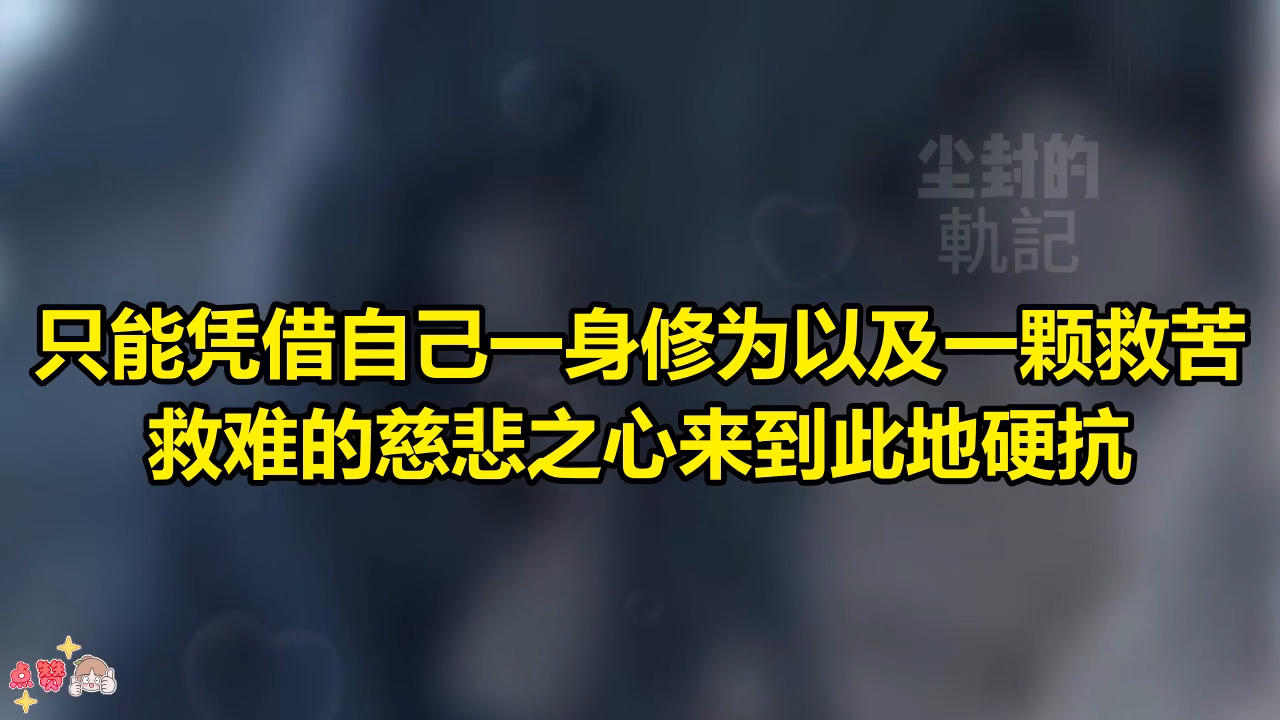 尘封的
軌記
只能凭借自己一身修为以及一颗救苦
救难的慈悲之心来到此地硬抗
点赞